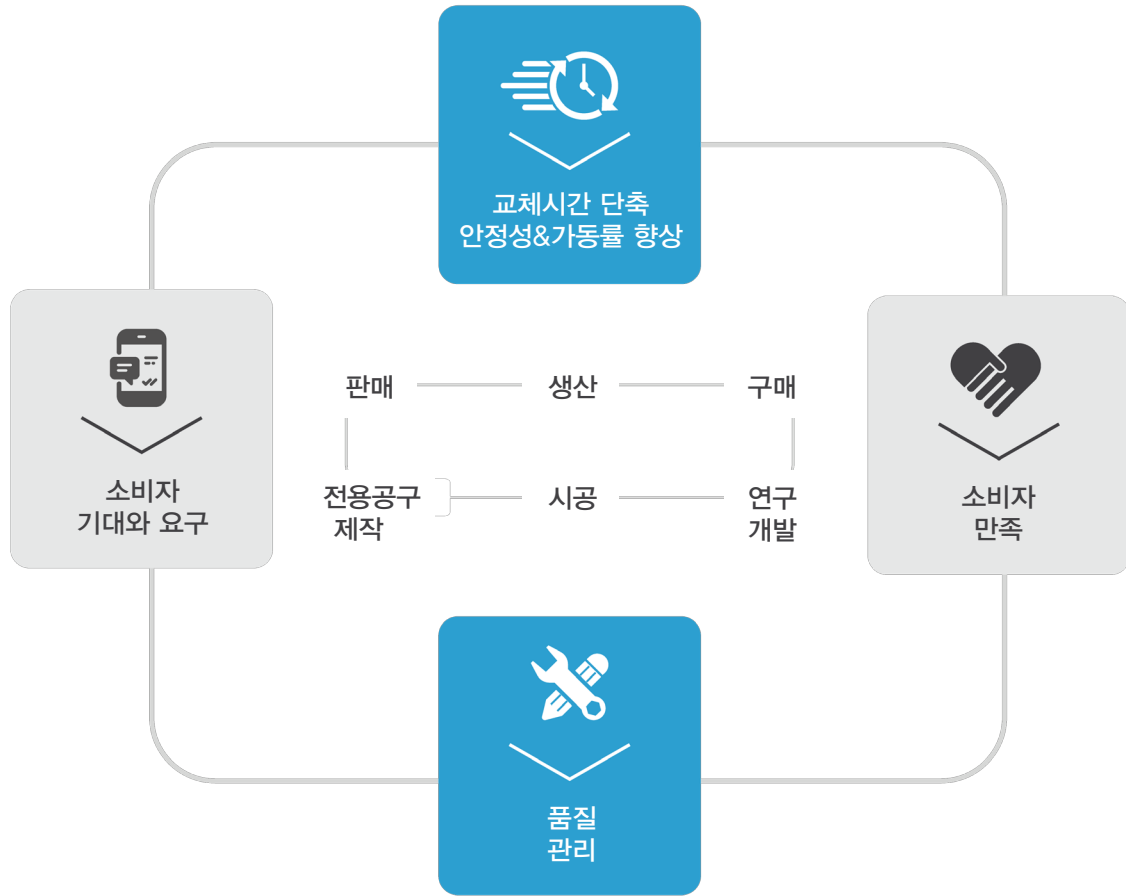 교체시간 단축
안정성&가동률 향상
소비자
기대와 요구
판매
생산
구매
전용공구
제작
시공
연구
개발
소비자
만족
품질
관리